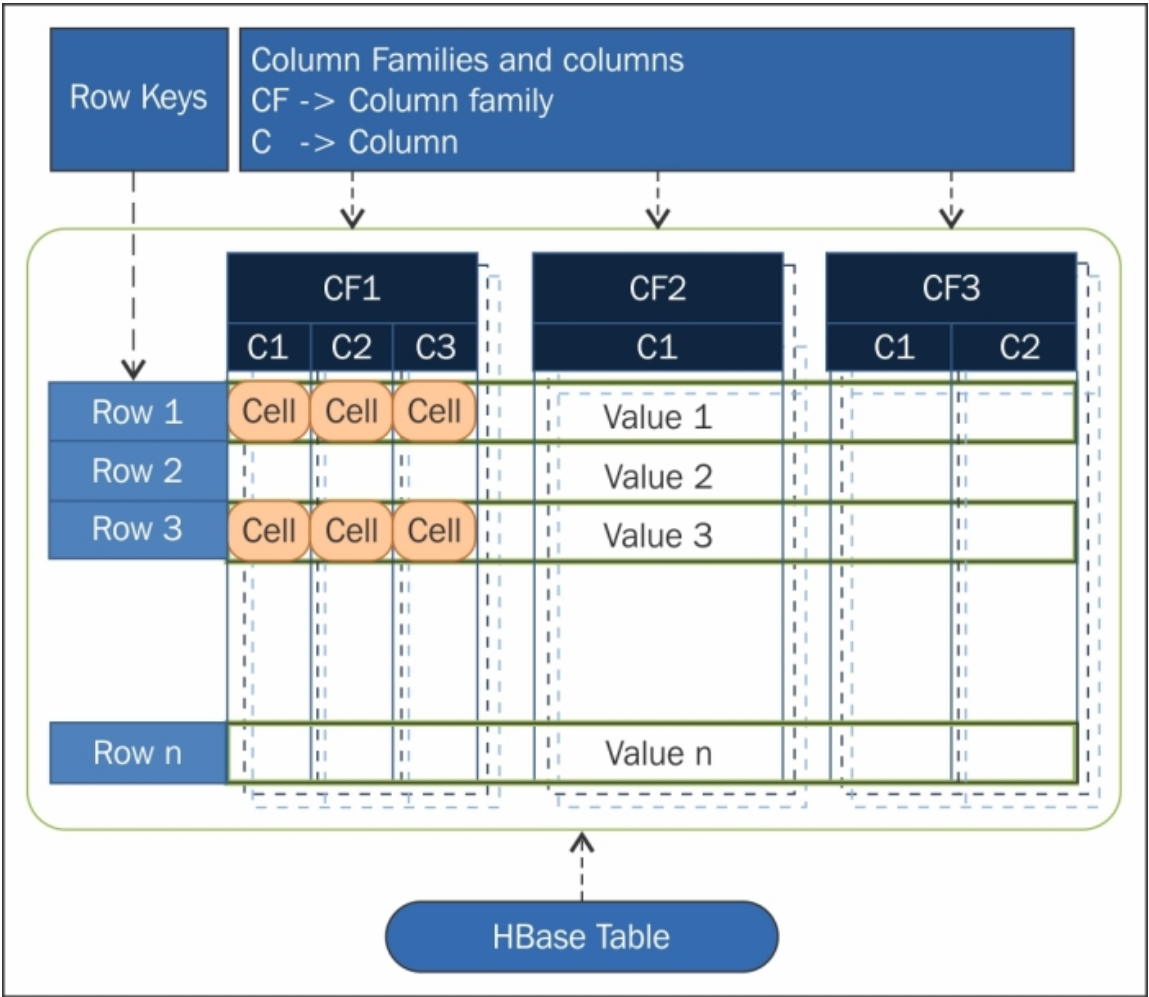 Row Keys
Column Families and columns
CF -> Column family
C -> Column
CF1
CF2
CF3
C1 C2 C3
C1
C1 C2
Row 1 Cell Cell Cell Value 1
Row 2 Value 2
Row 3 Cell Cell Cell Value 3
Row n Value n
HBase Table